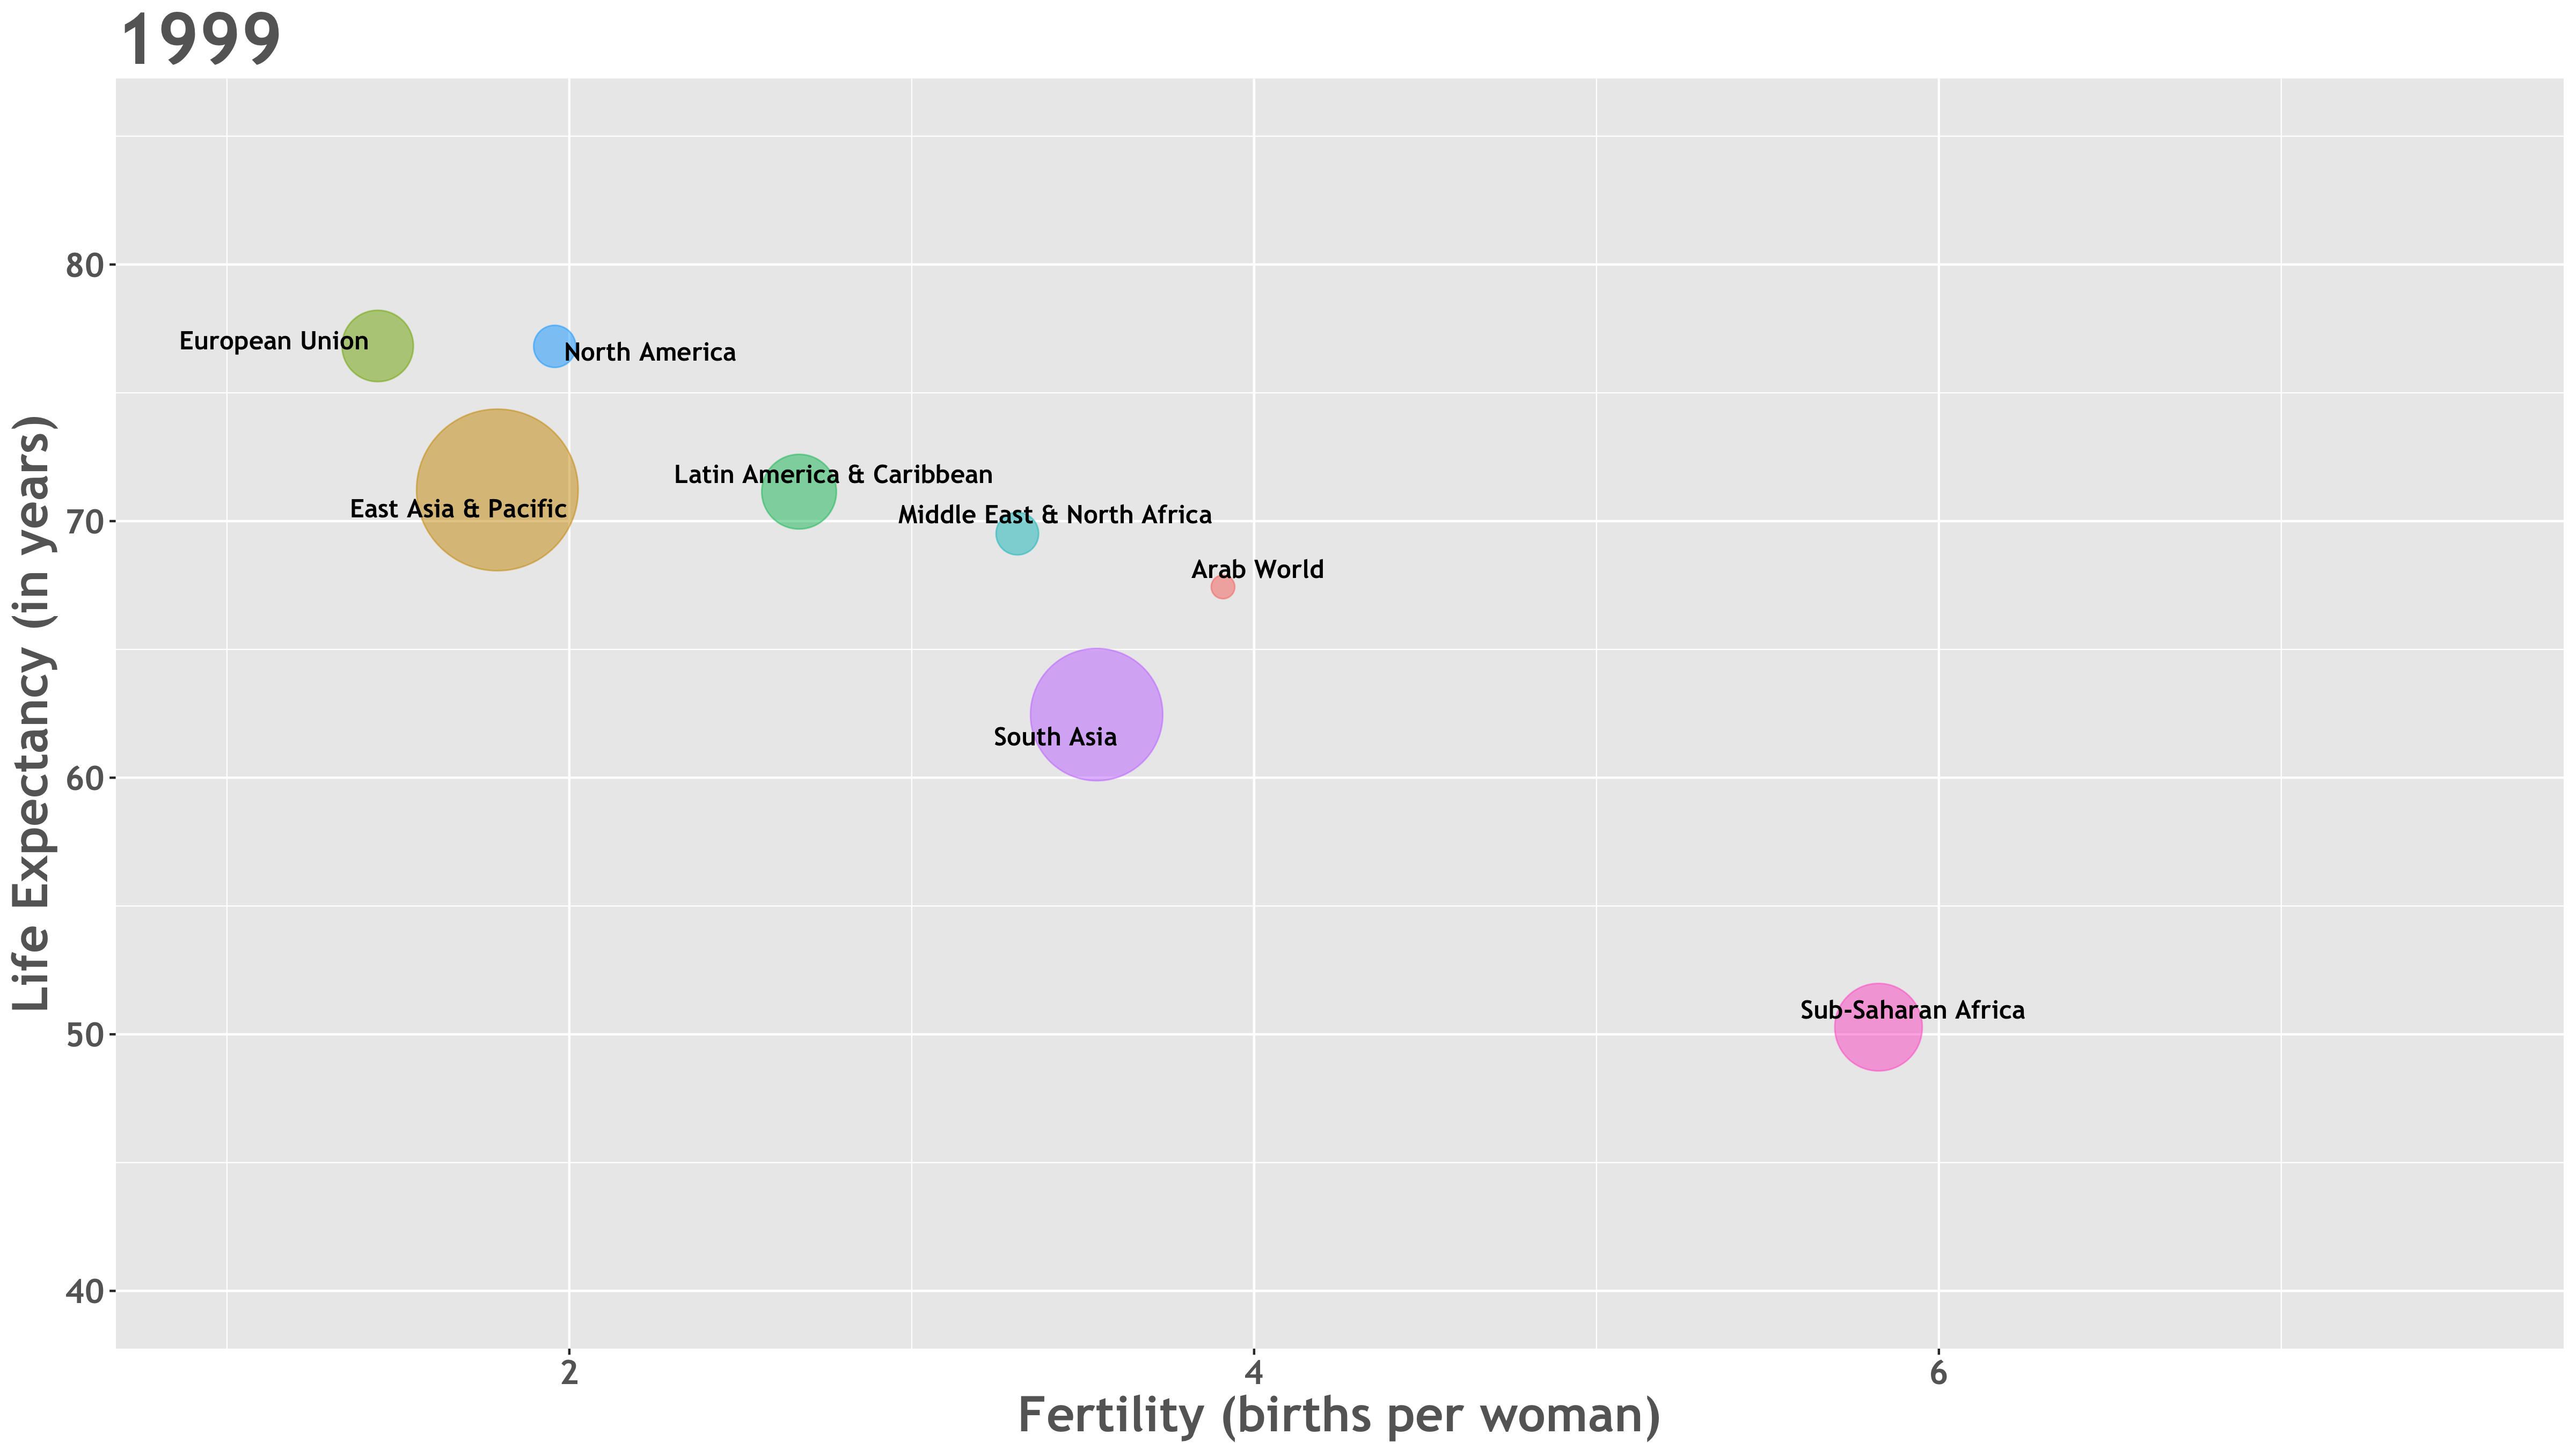 1999
80
European Union
North America
Latin America & Caribbean
East Asia & Pacific
Middle East & North Africa
70
Arab World
South Asia
60
Sub-Saharan Africa
50
40
Life Expectancy (in years)
2
4
6
Fertility (births per woman)